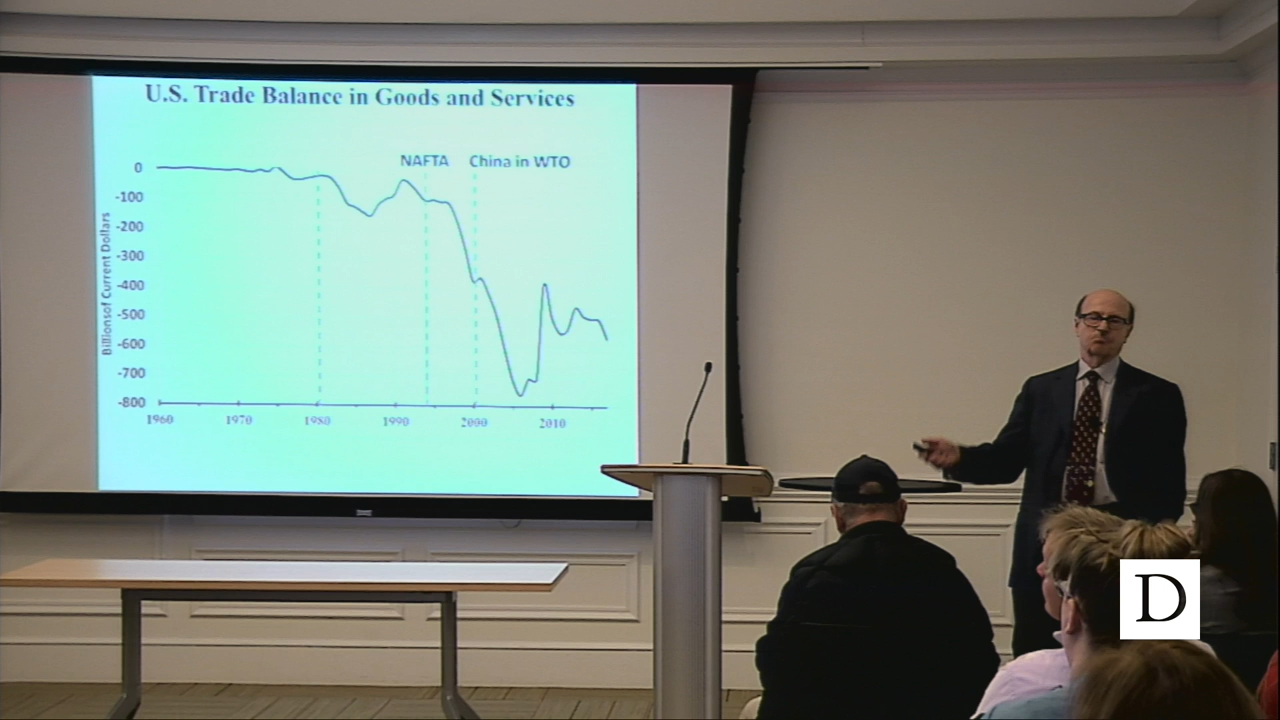 U.S. Trade Balance in Goods and Services
NAFTA China in WTO
0
-100
-200
-300
-400
-500
-600
-700
-800
Billionsof Current Dollars
1960 1970 1980 1990 2000 2010
D